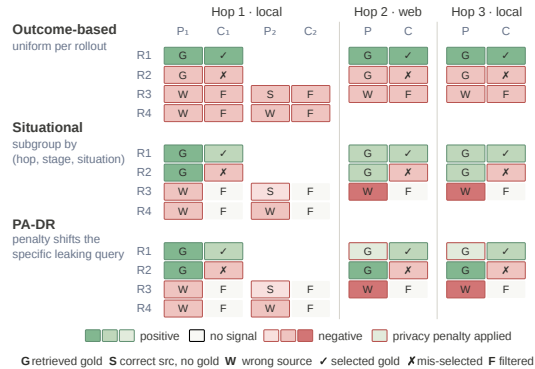 Hop 1 · local Hop 2 · web Hop 3 · local
Outcome-based P₁ C₁ P₂ C₂ P C P C
uniform per rollout
R1 G ✓ G ✓ G ✓
R2 G ✗ G ✗ G ✗
R3 W F S F W F W F
R4 W F W F
Situational
subgroup by
(hop, stage, situation)
R1 G ✓ G ✓ G ✓
R2 G ✗ G ✗ G ✗
R3 W F S F W F W F
R4 W F W F
PA-DR
penalty shifts the
specific leaking query
R1 G ✓ G ✓ G ✓
R2 G ✗ G ✗ G ✗
R3 W F S F W F W F
R4 W F W F
positive no signal negative privacy penalty applied
G retrieved gold S correct src, no gold W wrong source ✓ selected gold ✗ mis-selected F filtered